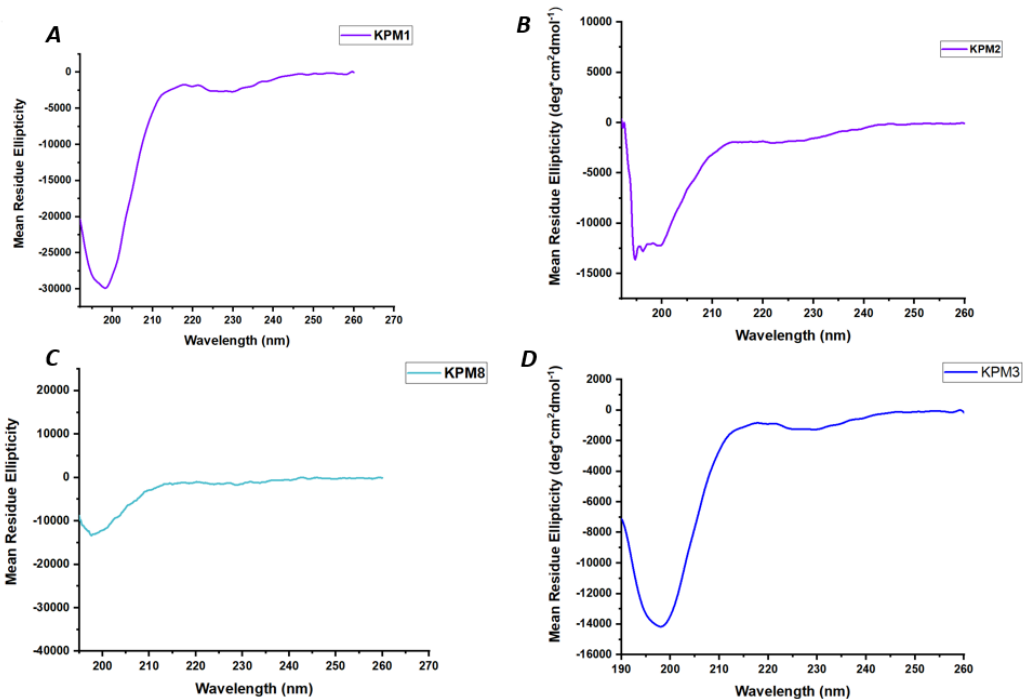 A
KPM1
0
-5000
-10000
-15000
-20000
-25000
-30000
Mean Residue Ellipticity
200 210 220 230 240 250 260 270
Wavelength (nm)
B
KPM2
10000
5000
0
-5000
-10000
-15000
Mean Residue Ellipticity (deg*cm²dmol⁻¹)
200 210 220 230 240 250 260
Wavelength (nm)
C
KPM8
20000
10000
0
-10000
-20000
-30000
-40000
Mean Residue Ellipticity
200 210 220 230 240 250 260 270
Wavelength (nm)
D
KPM3
2000
0
-2000
-4000
-6000
-8000
-10000
-12000
-14000
-16000
Mean Residue Ellipticity (deg*cm²dmol⁻¹)
190 200 210 220 230 240 250 260
Wavelength (nm)